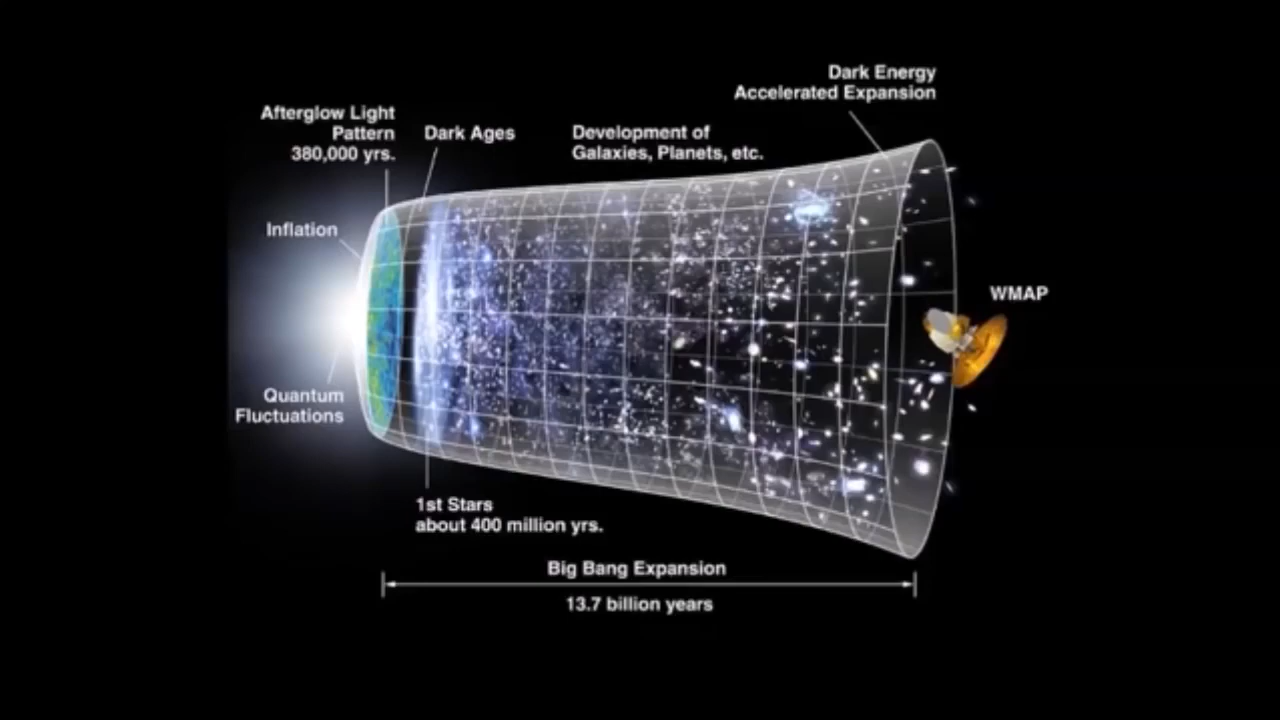 Dark Energy
Accelerated Expansion
Afterglow Light
Pattern
380,000 yrs.
Dark Ages
Development of
Galaxies, Planets, etc.
Inflation
WMAP
Quantum
Fluctuations
1st Stars
about 400 million yrs.
Big Bang Expansion
13.7 billion years